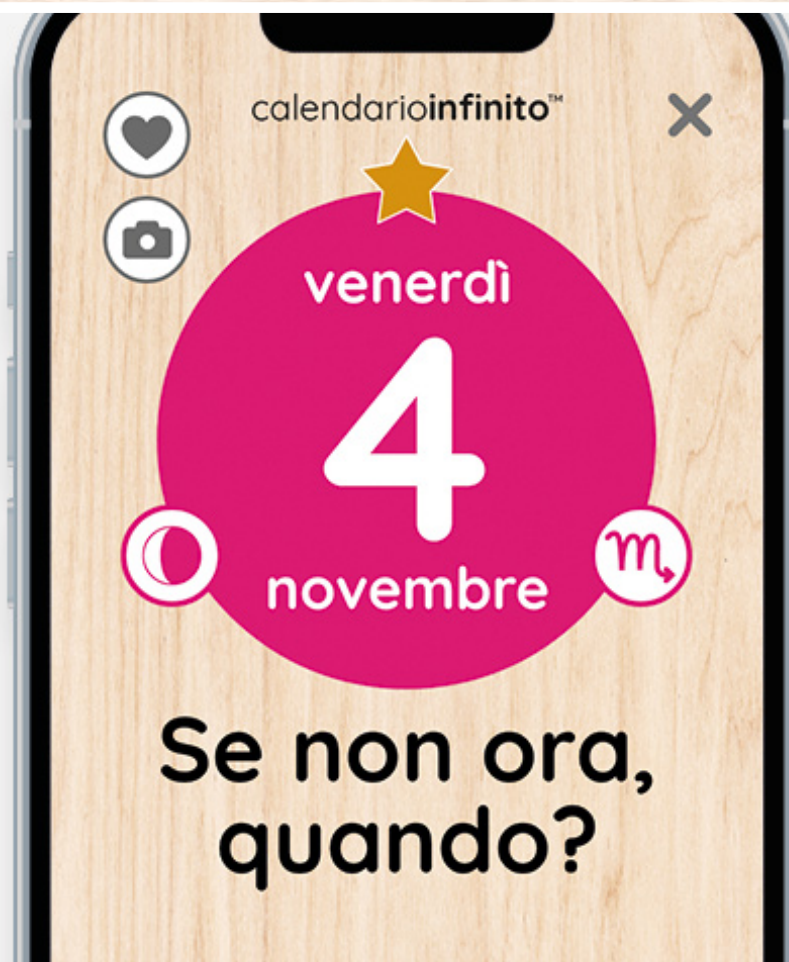 calendarioinfinito™
venerdì
4
novembre
Se non ora,
quando?